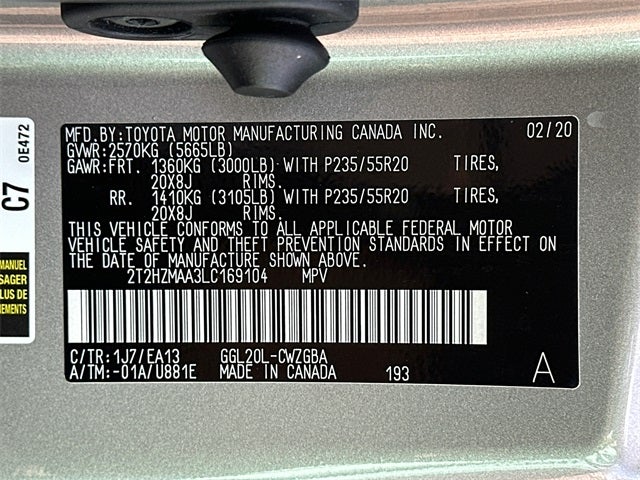 MFD.BY:TOYOTA MOTOR MANUFACTURING CANADA INC. 02/20
GVWR:2570KG (5665LB)
GAWR:FRT. 1360KG (3000LB) WITH P235/55R20 TIRES,
20X8J RIMS.
RR. 1410KG (3105LB) WITH P235/55R20 TIRES,
20X8J RIMS.
THIS VEHICLE CONFORMS TO ALL APPLICABLE FEDERAL MOTOR
VEHICLE SAFETY AND THEFT PREVENTION STANDARDS IN EFFECT ON
THE DATE OF MANUFACTURE SHOWN ABOVE.
2T2HZMAA3LC169104 MPV
C/TR:1J7/EA13 GGL20L-CWZGBA
A/TM:-01A/U881E MADE IN CANADA 193 A
C7
0E472
MANUEL
SAGER
PLUS DE
NEMENTS